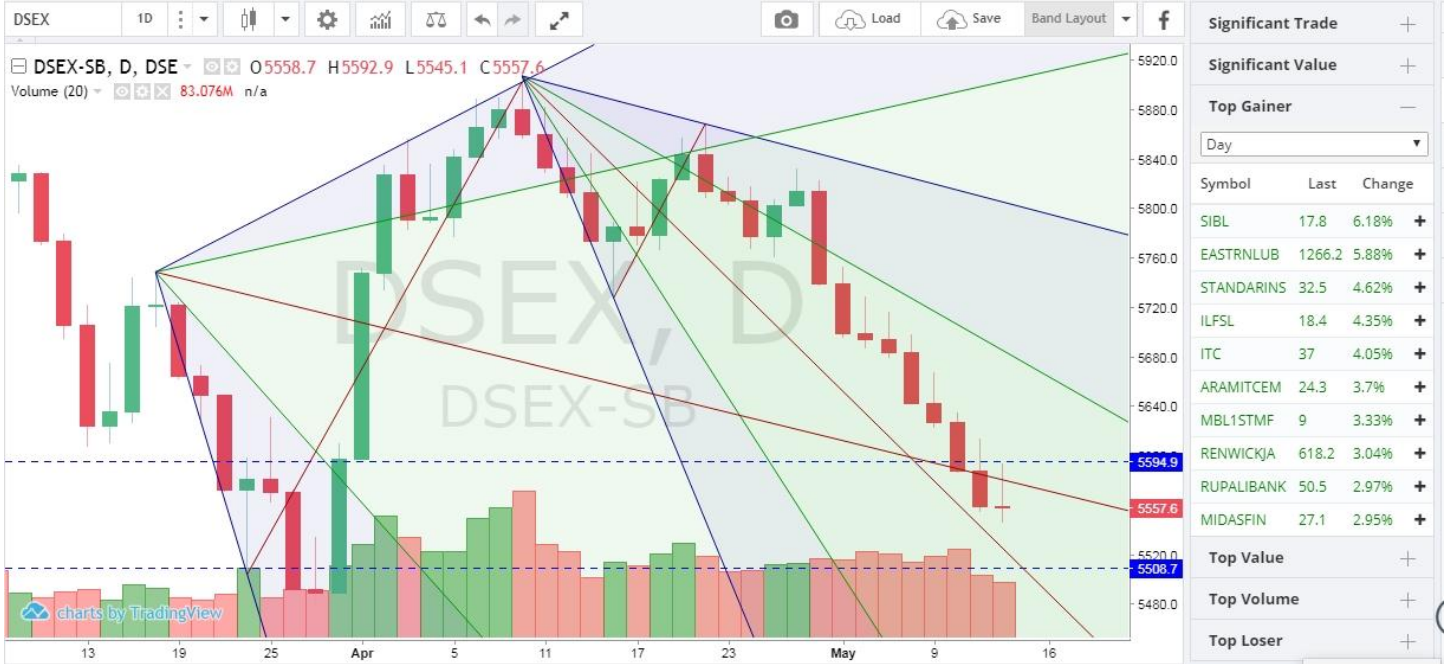 DSEX 1D Load Save Band Layout
DSEX-SB, D, DSE O5558.7 H5592.9 L5545.1 C5557.6
Volume (20) 83.076M n/a
DSEX, D
DSEX-SB
charts by TradingView
5920.0
5880.0
5840.0
5800.0
5760.0
5720.0
5680.0
5640.0
5594.9
5557.6
5520.0
5508.7
5480.0
13 19 25 Apr 5 11 17 23 May 9 16
Significant Trade
Significant Value
Top Gainer
Day
Symbol Last Change
SIBL 17.8 6.18%
EASTRNLUB 1266.2 5.88%
STANDARINS 32.5 4.62%
ILFSL 18.4 4.35%
ITC 37 4.05%
ARAMITCEM 24.3 3.7%
MBL1STMF 9 3.33%
RENWICKJA 618.2 3.04%
RUPALIBANK 50.5 2.97%
MIDASFIN 27.1 2.95%
Top Value
Top Volume
Top Loser